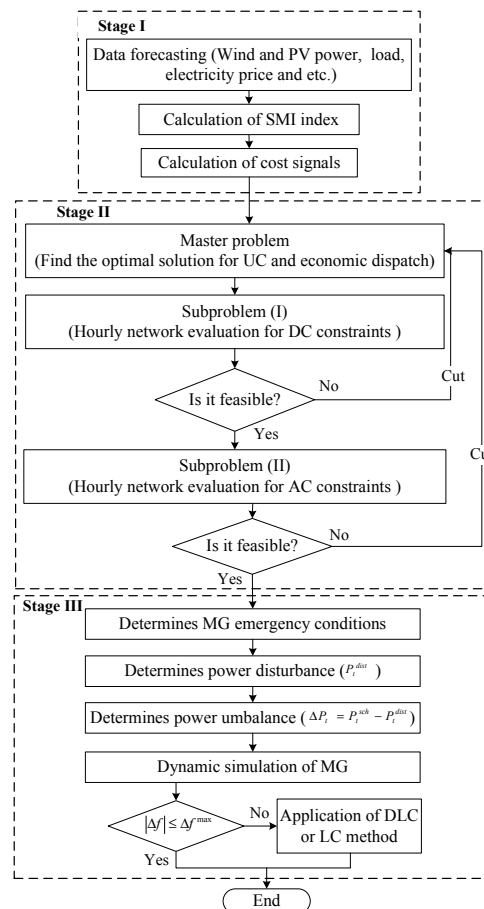 Stage I
Data forecasting (Wind and PV power, load,
electricity price and etc.)
Calculation of SMI index
Calculation of cost signals
Stage II
Master problem
(Find the optimal solution for UC and economic dispatch)
Subproblem (I)
(Hourly network evaluation for DC constraints )
Is it feasible?
No
Cut
Yes
Subproblem (II)
(Hourly network evaluation for AC constraints )
Cu
Is it feasible?
No
Yes
Stage III
Determines MG emergency conditions
Determines power disturbance (P_t^{dist} )
Determines power umbalance ( ΔP_t = P_t^{sch} − P_t^{dist})
Dynamic simulation of MG
|Δf| ≤ Δf^{max}
No
Application of DLC
or LC method
Yes
End